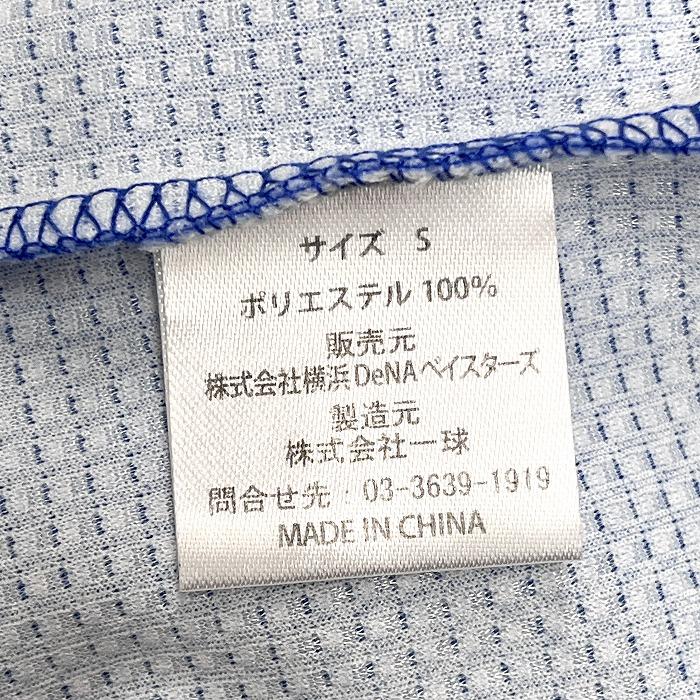 サイズ S
ポリエステル 100%
販売元
株式会社横浜DeNAベイスターズ
製造元
株式会社一球
問合せ先:03-3639-1919
MADE IN CHINA